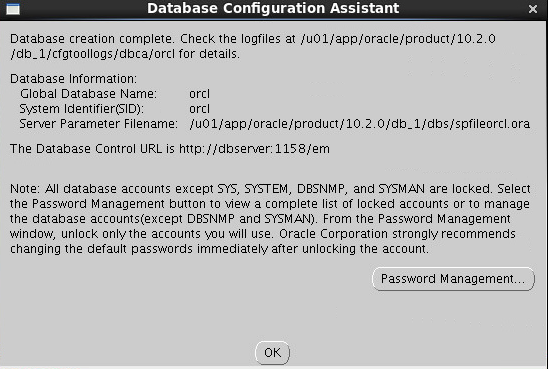 Database Configuration Assistant
Database creation complete. Check the logfiles at /u01/app/oracle/product/10.2.0
/db_1/cfgtoollogs/dbca/orcl for details.
Database Information:
Global Database Name: orcl
System Identifier(SID): orcl
Server Parameter Filename: /u01/app/oracle/product/10.2.0/db_1/dbs/spfileorcl.ora
The Database Control URL is http://dbserver:1158/em
Note: All database accounts except SYS, SYSTEM, DBSNMP, and SYSMAN are locked. Select
the Password Management button to view a complete list of locked accounts or to manage
the database accounts(except DBSNMP and SYSMAN). From the Password Management
window, unlock only the accounts you will use. Oracle Corporation strongly recommends
changing the default passwords immediately after unlocking the account.
Password Management...
OK